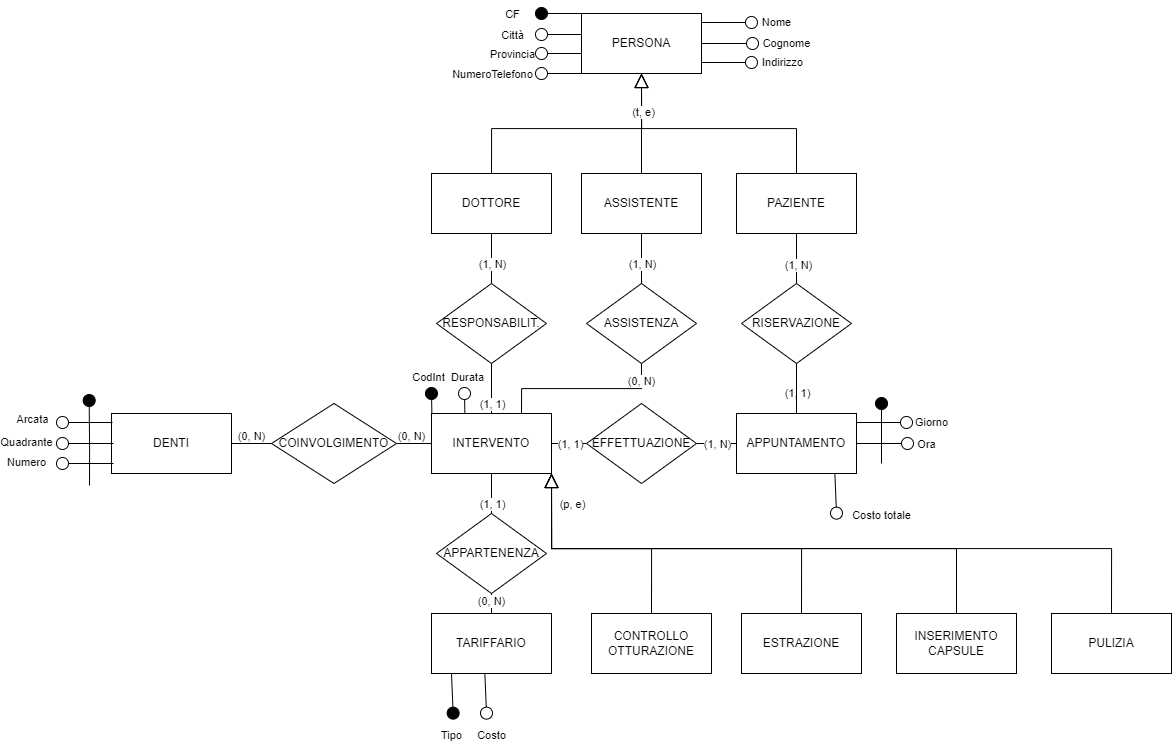 CF
Nome
Città
PERSONA
Cognome
Provincia
Indirizzo
NumeroTelefono
(t, e)
DOTTORE
ASSISTENTE
PAZIENTE
(1, N)
(1, N)
(1, N)
RESPONSABILIT.
ASSISTENZA
RISERVAZIONE
CodInt
Durata
(0, N)
(1, 1)
(1, 1)
Arcata
Quadrante
Numero
DENTI
(0, N)
COINVOLGIMENTO
(0, N)
INTERVENTO
(1, 1)
EFFETTUAZIONE
(1, N)
APPUNTAMENTO
Giorno
Ora
(1, 1)
(p, e)
Costo totale
APPARTENENZA
(0, N)
TARIFFARIO
CONTROLLO
OTTURAZIONE
ESTRAZIONE
INSERIMENTO
CAPSULE
PULIZIA
Tipo
Costo